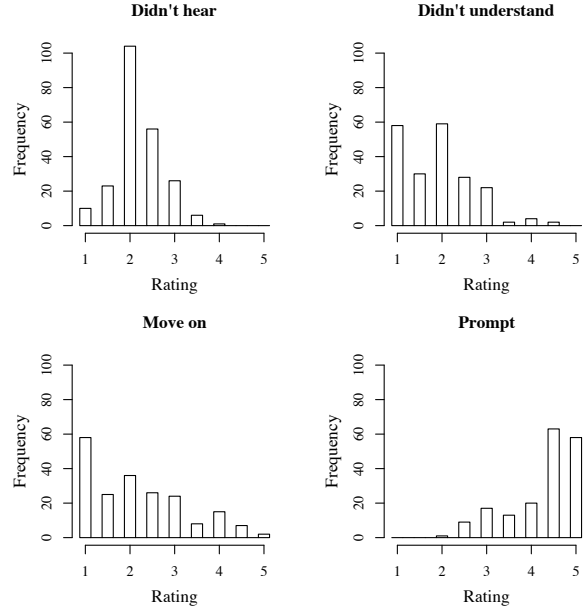 Didn't hear
Frequency
0 20 40 60 80 100
1 2 3 4 5
Rating
Didn't understand
Frequency
0 20 40 60 80 100
1 2 3 4 5
Rating
Move on
Frequency
0 20 40 60 80 100
1 2 3 4 5
Rating
Prompt
Frequency
0 20 40 60 80 100
1 2 3 4 5
Rating